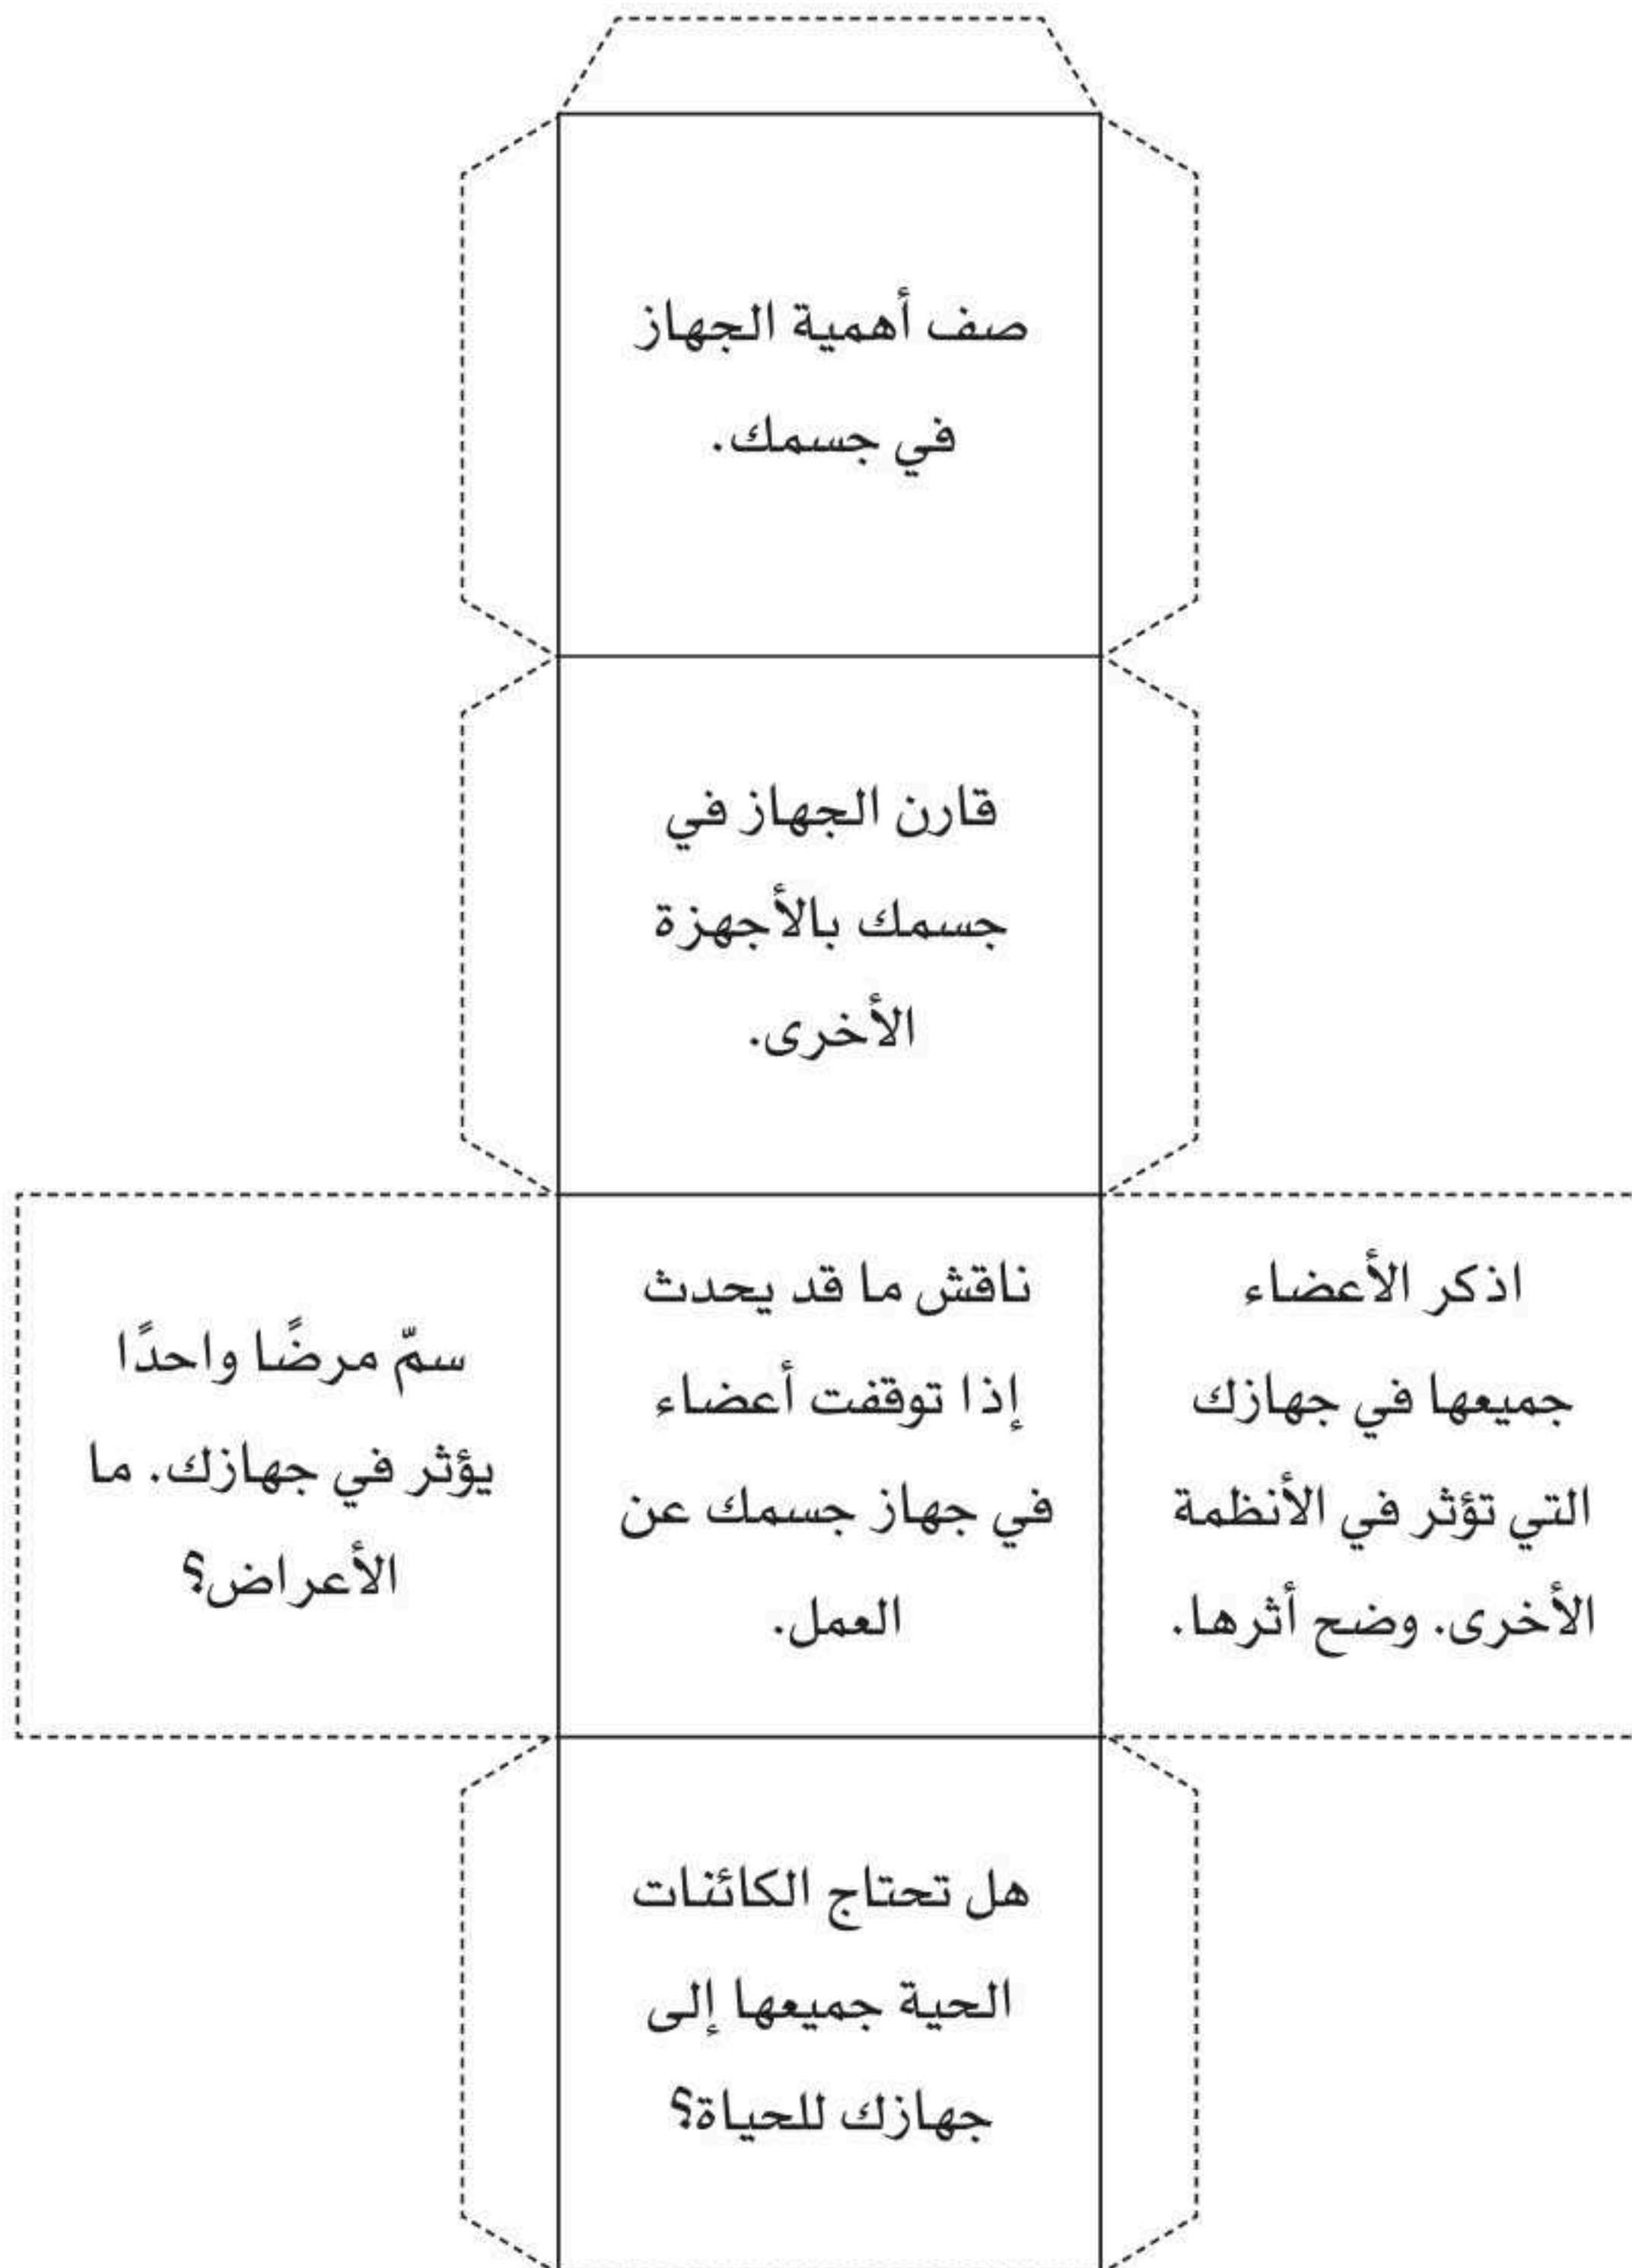 صف أهمية الجهاز
في جسمك.
قارن الجهاز في
جسمك بالأجهزة
الأخرى.
اذكر الأعضاء
جميعها في جهازك
التي تؤثر في الأنظمة
الأخرى. وضح أثرها.
ناقش ما قد يحدث
إذا توقفت أعضاء
في جهاز جسمك عن
العمل.
سمّ مرضًا واحدًا
يؤثر في جهازك. ما
الأعراض؟
هل تحتاج الكائنات
الحية جميعها إلى
جهازك للحياة؟